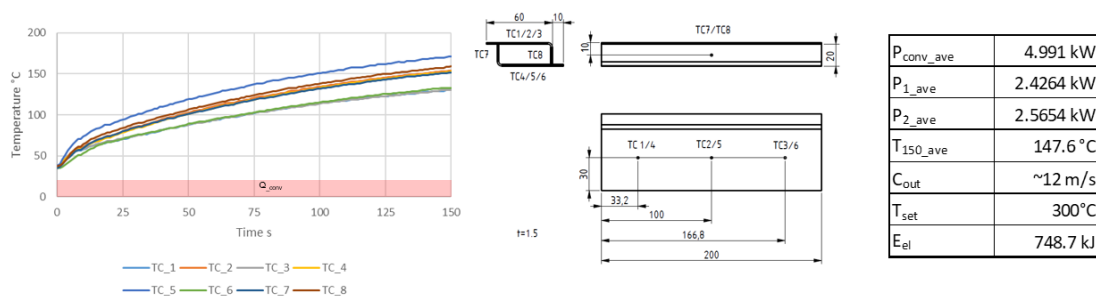 200
150
100
50
0
Temperature °C
Q_conv
0 25 50 75 100 125 150
Time s
TC_1 TC_2 TC_3 TC_4
TC_5 TC_6 TC_7 TC_8
60 10
TC1/2/3
TC7 TC8
TC4/5/6
TC7/TC8
10
20
TC 1/4 TC2/5 TC3/6
30
33,2
100
166,8
200
t=1.5
P_conv_ave 4.991 kW
P_1_ave 2.4264 kW
P_2_ave 2.5654 kW
T_150_ave 147.6 °C
C_out ~12 m/s
T_set 300°C
E_el 748.7 kJ